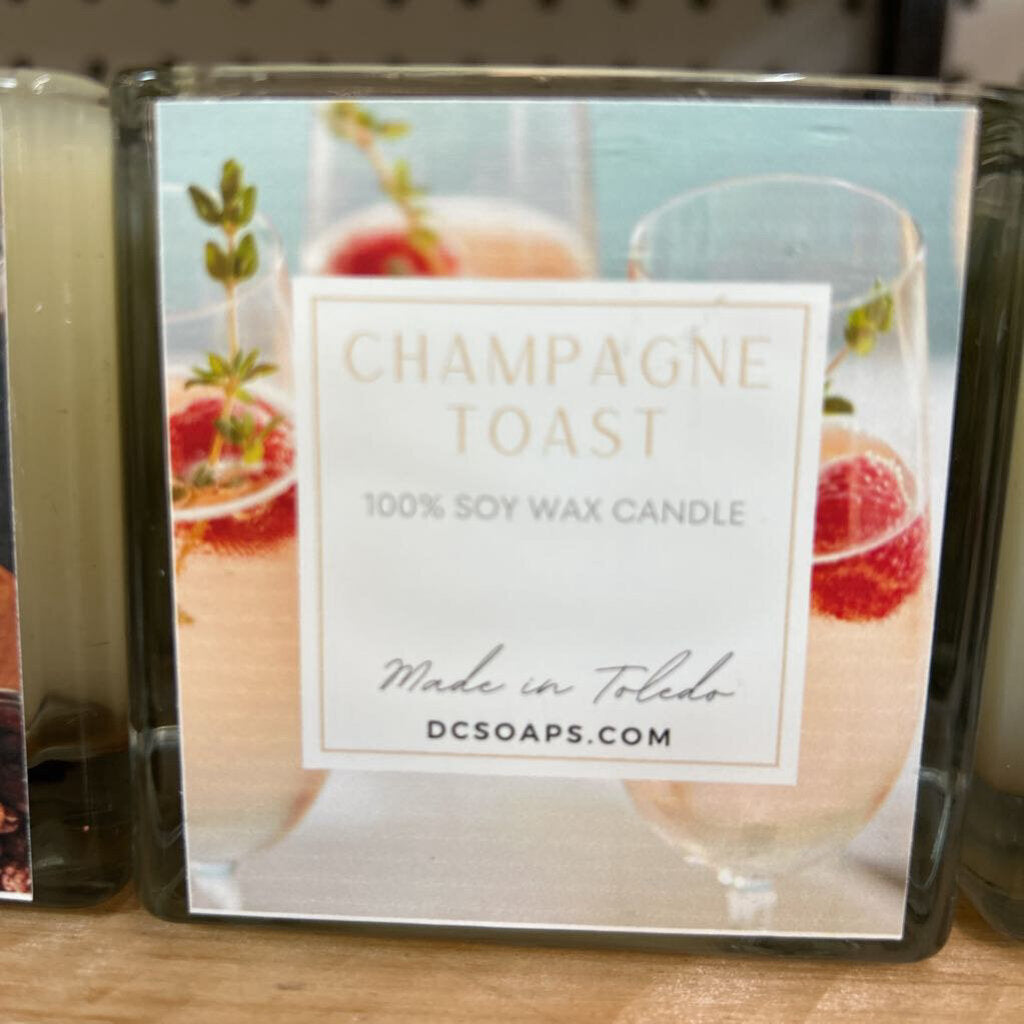 CHAMPAGNE
TOAST
100% SOY WAX CANDLE
Made in Toledo
DCSOAPS.COM